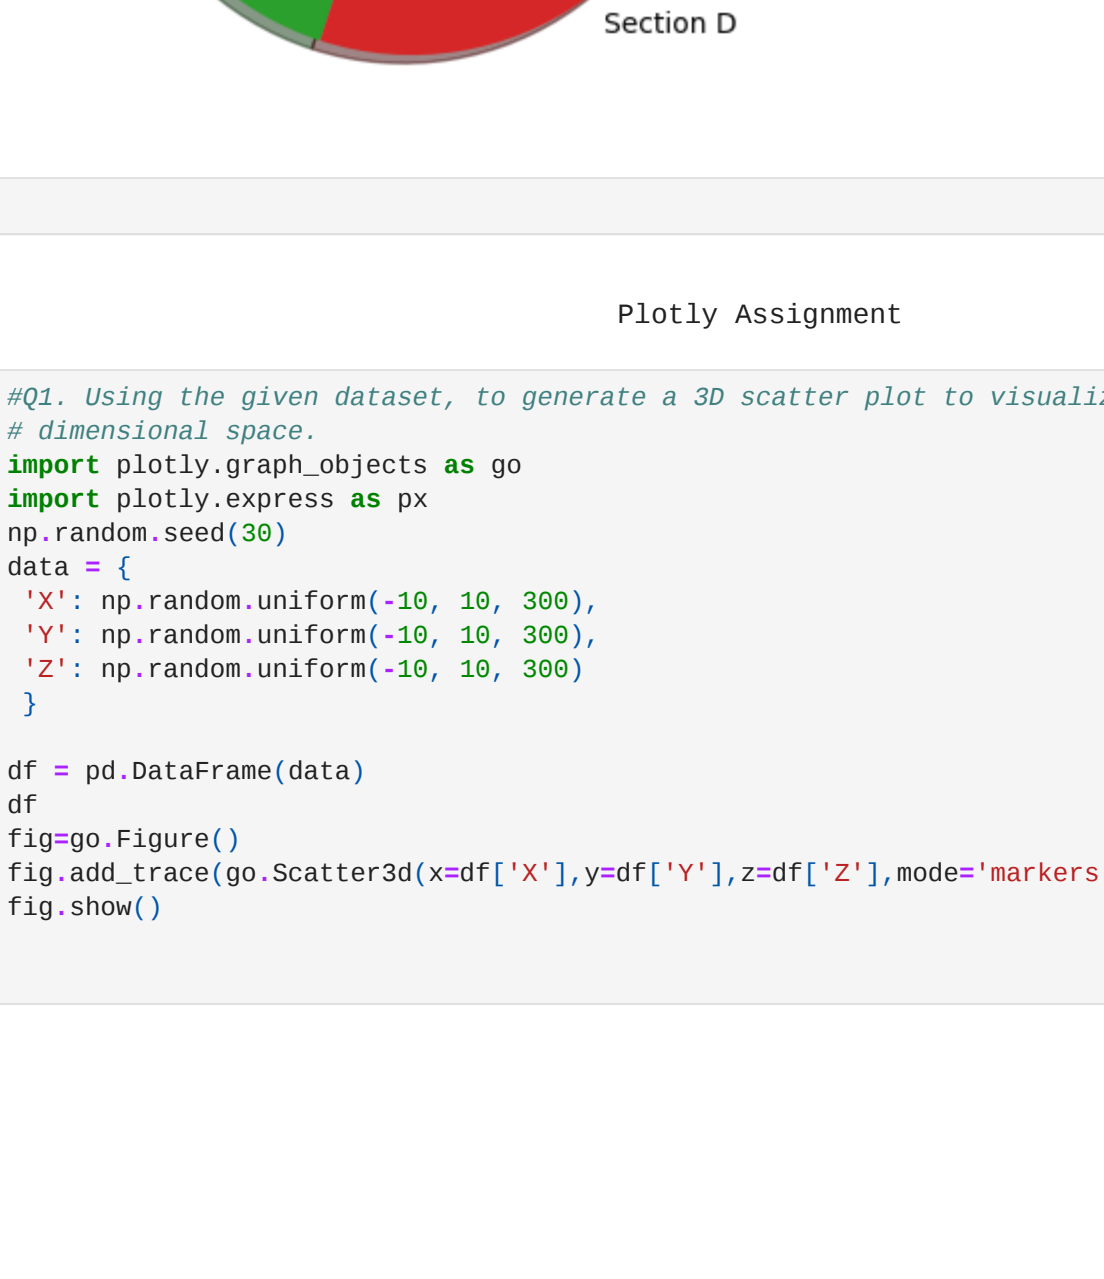 Section D
Plotly Assignment
#Q1. Using the given dataset, to generate a 3D scatter plot to
# dimensional space.
import plotly.graph_objects as go
import plotly.express as px
np.random.seed(30)
data = {
 'X': np.random.uniform(-10, 10, 300),
 'Y': np.random.uniform(-10, 10, 300),
 'Z': np.random.uniform(-10, 10, 300)
 }
df = pd.DataFrame(data)
df
fig=go.Figure()
fig.add_trace(go.Scatter3d(x=df['X'],y=df['Y'],z=df['Z'],mode='markers
fig.show()